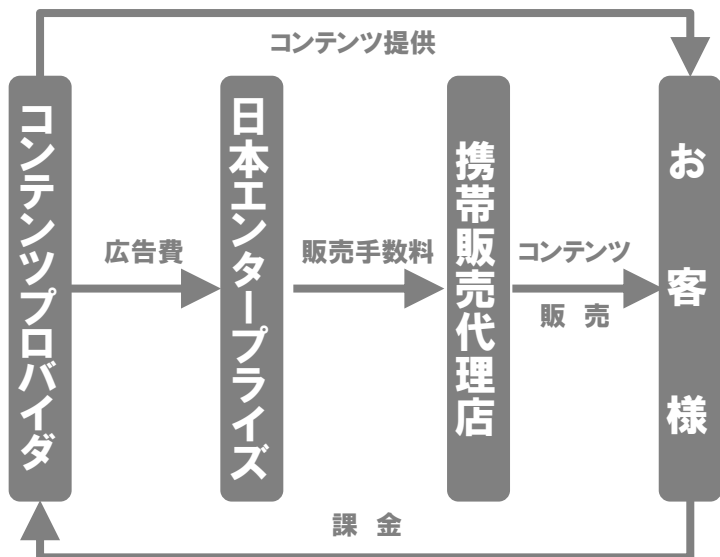 コンテンツ提供
コンテンツプロバイダ
広告費
日本エンタープライズ
販売手数料
携帯販売代理店
コンテンツ
販 売
お客様
課 金